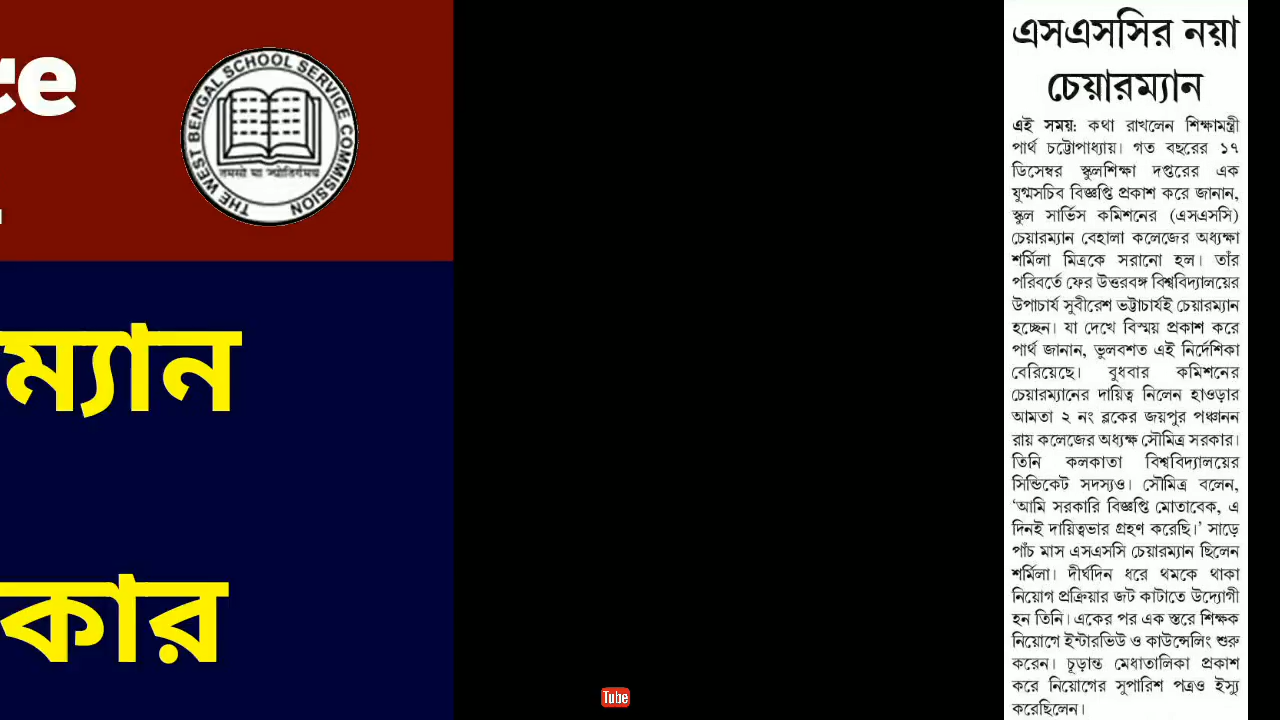 ce
THE WEST BENGAL SCHOOL SERVICE COMMISSION
तमसो मा ज्योतिर्गमय
ম্যান
কার
Tube
এসএসসির নয়া
চেয়ারম্যান
এই সময়: কথা রাখলেন শিক্ষামন্ত্রী
পার্থ চট্টোপাধ্যায়। গত বছরের ১৭
ডিসেম্বর স্কুলশিক্ষা দপ্তরের এক
যুগ্মসচিব বিজ্ঞপ্তি প্রকাশ করে জানান,
স্কুল সার্ভিস কমিশনের (এসএসসি)
চেয়ারম্যান বেহালা কলেজের অধ্যক্ষা
শর্মিলা মিত্রকে সরানো হল। তাঁর
পরিবর্তে ফের উত্তরবঙ্গ বিশ্ববিদ্যালয়ের
উপাচার্য সুবীরেশ ভট্টাচার্যই চেয়ারম্যান
হচ্ছেন। যা দেখে বিস্ময় প্রকাশ করে
পার্থ জানান, ভুলবশত এই নির্দেশিকা
বেরিয়েছে। বুধবার কমিশনের
চেয়ারম্যানের দায়িত্ব নিলেন হাওড়ার
আমতা ২ নং ব্লকের জয়পুর পঞ্চানন
রায় কলেজের অধ্যক্ষ সৌমিত্র সরকার।
তিনি কলকাতা বিশ্ববিদ্যালয়ের
সিন্ডিকেট সদস্যও। সৌমিত্র বলেন,
‘আমি সরকারি বিজ্ঞপ্তি মোতাবেক, এ
দিনই দায়িত্বভার গ্রহণ করেছি।’ সাড়ে
পাঁচ মাস এসএসসি চেয়ারম্যান ছিলেন
শর্মিলা। দীর্ঘদিন ধরে থমকে থাকা
নিয়োগ প্রক্রিয়ার জট কাটাতে উদ্যোগী
হন তিনি। একের পর এক স্তরে শিক্ষক
নিয়োগে ইন্টারভিউ ও কাউন্সেলিং শুরু
করেন। চূড়ান্ত মেধাতালিকা প্রকাশ
করে নিয়োগের সুপারিশ পত্রও ইস্যু
করেছিলেন।